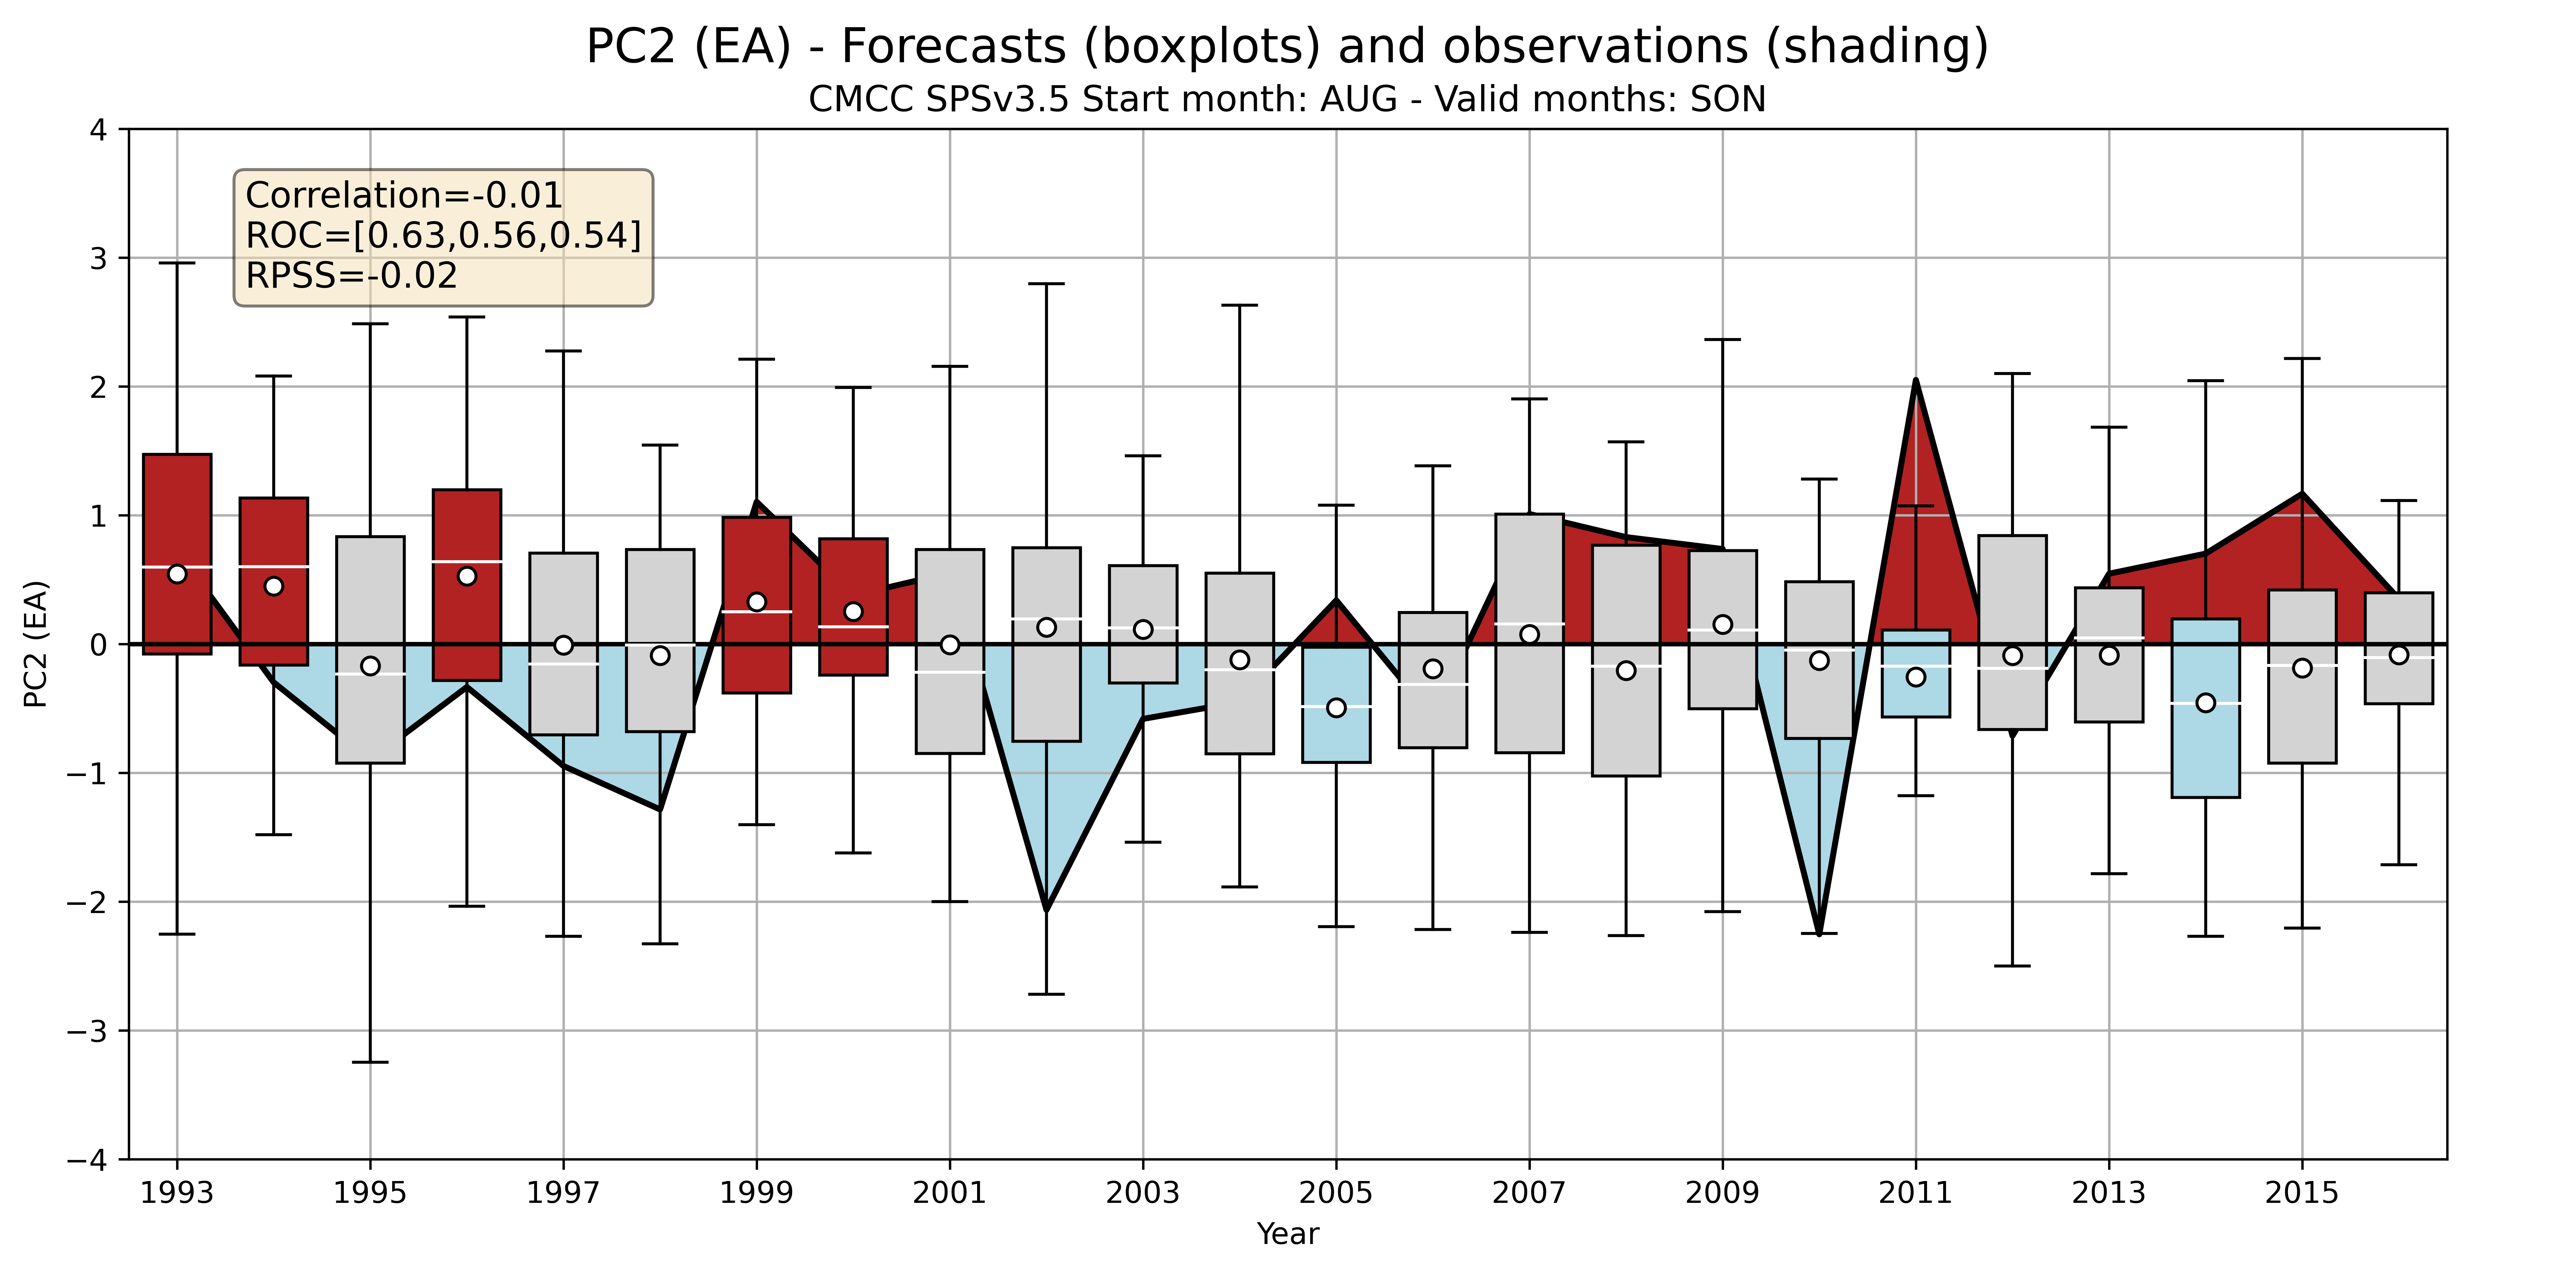 PC2 (EA) - Forecasts (boxplots) and observations (shading)
CMCC SPSv3.5 Start month: AUG - Valid months: SON
Correlation=-0.01
ROC=[0.63,0.56,0.54]
RPSS=-0.02
PC2 (EA)
4
3
2
1
0
−1
−2
−3
−4
1993 1995 1997 1999 2001 2003 2005 2007 2009 2011 2013 2015
Year